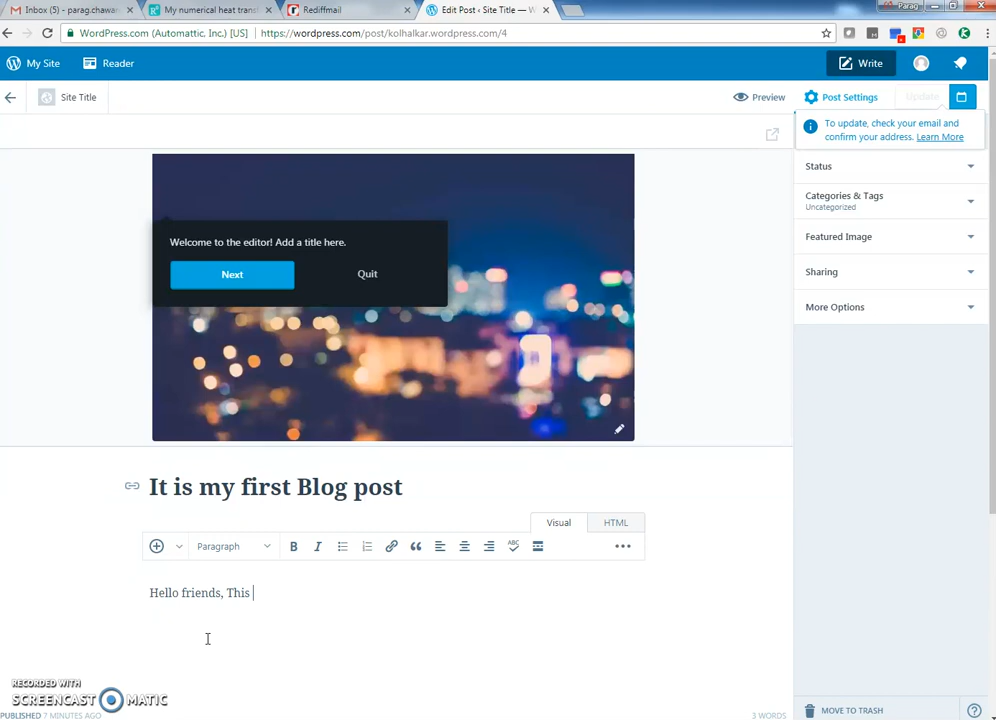 Inbox (5) - parag.chawar
My numerical heat transf
Rediffmail
Edit Post ‹ Site Title — W
Parag
WordPress.com (Automattic, Inc.) [US] https://wordpress.com/post/kolhalkar.wordpress.com/4
My Site
Reader
Write
Site Title
Preview
Post Settings
Update
To update, check your email and
confirm your address. Learn More
Status
Categories & Tags
Uncategorized
Featured Image
Sharing
More Options
Welcome to the editor! Add a title here.
Next
Quit
It is my first Blog post
Visual
HTML
Paragraph
B I ABC
Hello friends, This
RECORDED WITH
SCREENCAST MATIC
PUBLISHED 7 MINUTES AGO
3 WORDS
MOVE TO TRASH